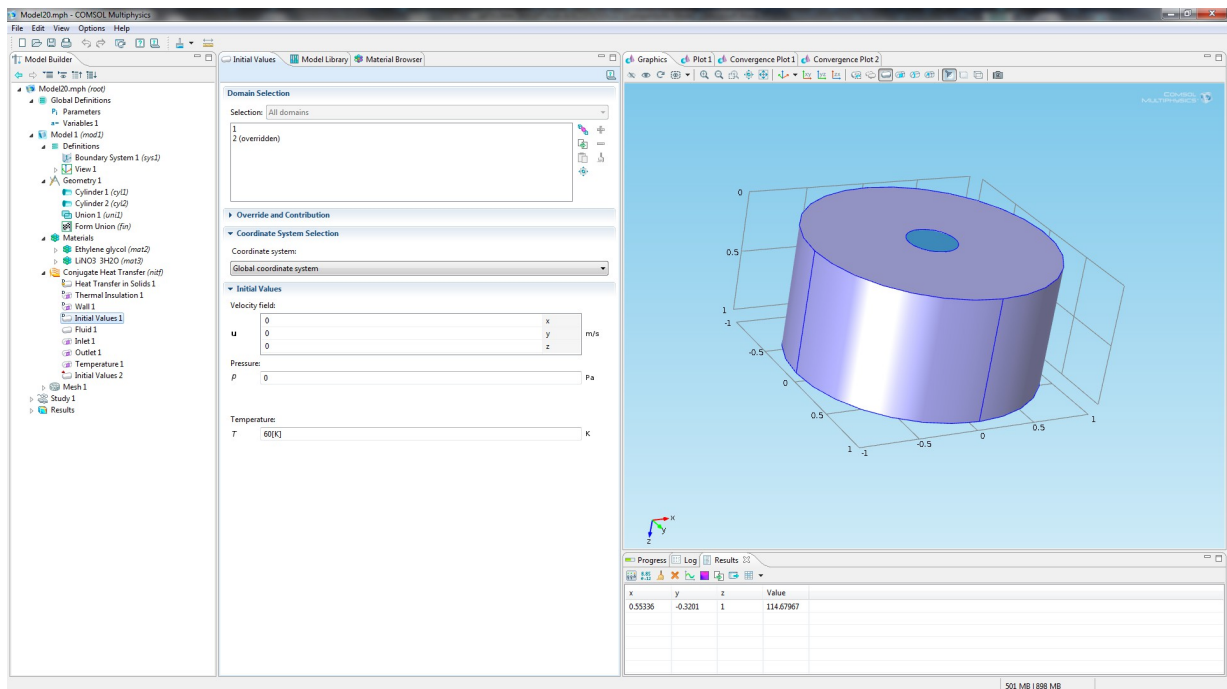 Model20.mph - COMSOL Multiphysics
File Edit View Options Help
Model Builder
Model20.mph (root)
Global Definitions
Pi Parameters
a= Variables 1
Model 1 (mod1)
Definitions
Boundary System 1 (sys1)
View 1
Geometry 1
Cylinder 1 (cyl1)
Cylinder 2 (cyl2)
Union 1 (uni1)
Form Union (fin)
Materials
Ethylene glycol (mat2)
LiNO3 3H2O (mat3)
Conjugate Heat Transfer (nitf)
Heat Transfer in Solids 1
Thermal Insulation 1
Wall 1
Initial Values 1
Fluid 1
Inlet 1
Outlet 1
Temperature 1
Initial Values 2
Mesh 1
Study 1
Results
Initial Values Model Library Material Browser
Domain Selection
Selection: All domains
1
2 (overridden)
Override and Contribution
Coordinate System Selection
Coordinate system:
Global coordinate system
Initial Values
Velocity field:
0 x
u 0 y m/s
0 z
Pressure:
p 0 Pa
Temperature:
T 60[K] K
Graphics Plot 1 Convergence Plot 1 Convergence Plot 2
COMSOL
MULTIPHYSICS
0
0.5
1
-1
-0.5
0
0.5
1
-1
-0.5
0
0.5
1
x
y
z
Progress Log Results
x y z Value
0.55336 -0.3201 1 114.67967
501 MB | 898 MB